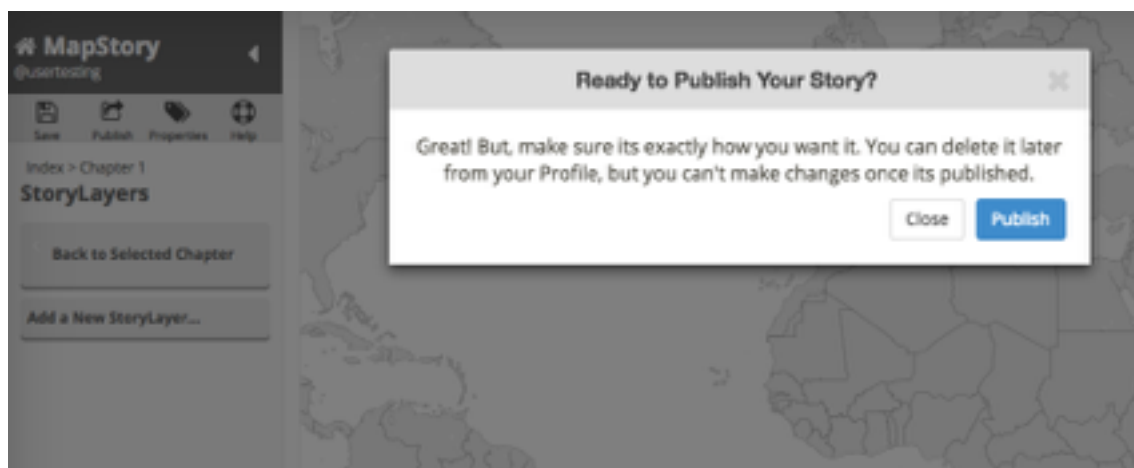 MapStory
@usertesting
Save Publish Properties Help
Index > Chapter 1
StoryLayers
Back to Selected Chapter
Add a New StoryLayer...
Ready to Publish Your Story?
Great! But, make sure its exactly how you want it. You can delete it later
from your Profile, but you can't make changes once its published.
Close Publish